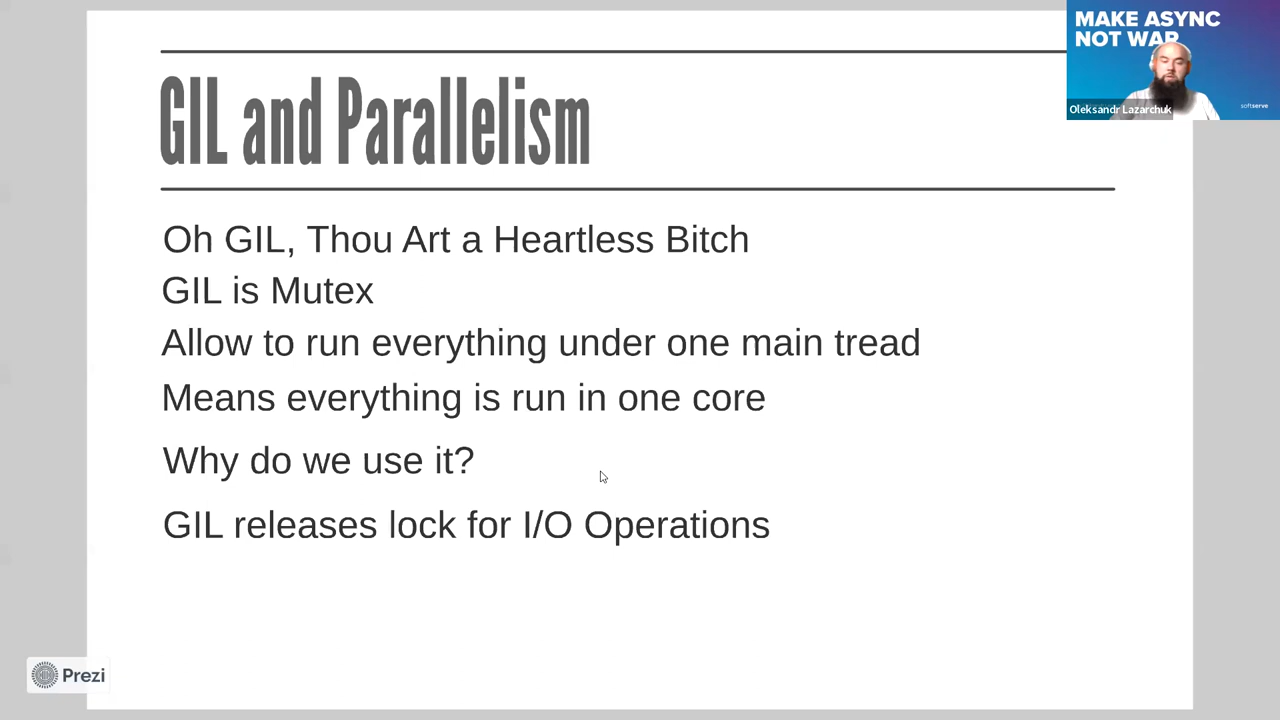 MAKE ASYNC
NOT WAR
Oleksandr Lazarchuk
softserve
GIL and Parallelism
Oh GIL, Thou Art a Heartless Bitch
GIL is Mutex
Allow to run everything under one main tread
Means everything is run in one core
Why do we use it?
GIL releases lock for I/O Operations
Prezi